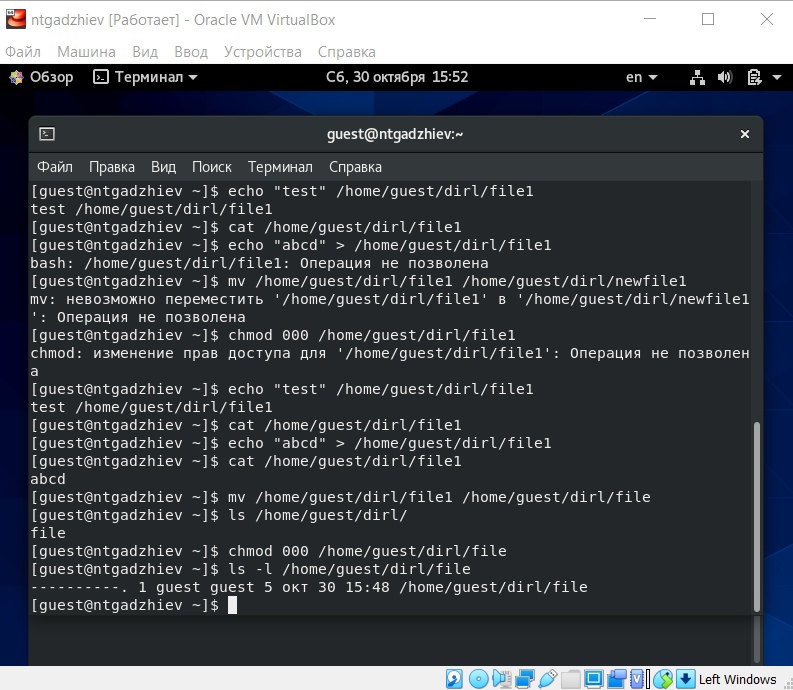 ntgadzhiev [Работает] - Oracle VM VirtualBox
Файл Машина Вид Ввод Устройства Справка
Обзор Терминал Сб, 30 октября 15:52 en
guest@ntgadzhiev:~
Файл Правка Вид Поиск Терминал Справка
[guest@ntgadzhiev ~]$ echo "test" /home/guest/dirl/file1
test /home/guest/dirl/file1
[guest@ntgadzhiev ~]$ cat /home/guest/dirl/file1
[guest@ntgadzhiev ~]$ echo "abcd" > /home/guest/dirl/file1
bash: /home/guest/dirl/file1: Операция не позволена
[guest@ntgadzhiev ~]$ mv /home/guest/dirl/file1 /home/guest/dirl/newfile1
mv: невозможно переместить '/home/guest/dirl/file1' в '/home/guest/dirl/newfile1
': Операция не позволена
[guest@ntgadzhiev ~]$ chmod 000 /home/guest/dirl/file1
chmod: изменение прав доступа для '/home/guest/dirl/file1': Операция не позволен
а
[guest@ntgadzhiev ~]$ echo "test" /home/guest/dirl/file1
test /home/guest/dirl/file1
[guest@ntgadzhiev ~]$ cat /home/guest/dirl/file1
[guest@ntgadzhiev ~]$ echo "abcd" > /home/guest/dirl/file1
[guest@ntgadzhiev ~]$ cat /home/guest/dirl/file1
abcd
[guest@ntgadzhiev ~]$ mv /home/guest/dirl/file1 /home/guest/dirl/file
[guest@ntgadzhiev ~]$ ls /home/guest/dirl/
file
[guest@ntgadzhiev ~]$ chmod 000 /home/guest/dirl/file
[guest@ntgadzhiev ~]$ ls -l /home/guest/dirl/file
----------. 1 guest guest 5 окт 30 15:48 /home/guest/dirl/file
[guest@ntgadzhiev ~]$
Left Windows